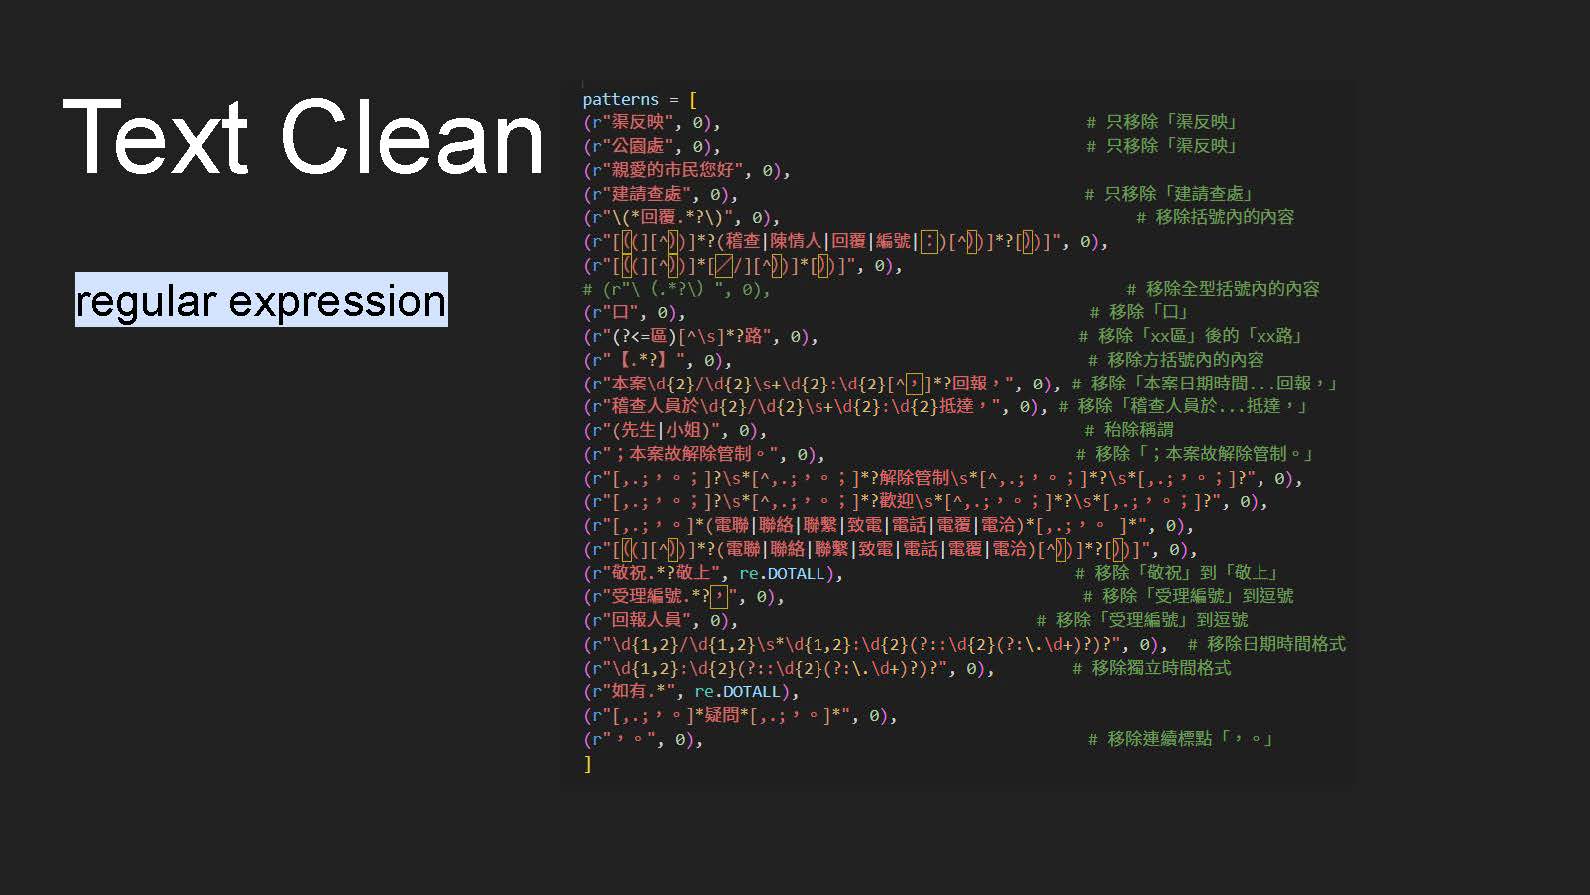 Text Clean
regular expression
patterns = [
(r"渠反映", 0), # 只移除「渠反映」
(r"公園處", 0), # 只移除「渠反映」
(r"親愛的市民您好", 0),
(r"建請查處", 0), # 只移除「建請查處」
(r"\(*回覆.*?\)", 0), # 移除括號內的內容
(r"[（(][^）)]*?(稽查|陳情人|回覆|編號|：)[^）)]*?[）)]", 0),
(r"[（(][^）)]*[／/][^）)]*[）)]", 0),
# (r"\（.*?\）", 0), # 移除全型括號內的內容
(r"口", 0), # 移除「口」
(r"(?<=區)[^\s]*?路", 0), # 移除「xx區」後的「xx路」
(r"【.*?】", 0), # 移除方括號內的內容
(r"本案\d{2}/\d{2}\s+\d{2}:\d{2}[^，]*?回報，", 0), # 移除「本案日期時間...回報，」
(r"稽查人員於\d{2}/\d{2}\s+\d{2}:\d{2}抵達，", 0), # 移除「稽查人員於...抵達，」
(r"(先生|小姐)", 0), # 秮除稱謂
(r"；本案故解除管制。", 0), # 移除「；本案故解除管制。」
(r"[,.;，。；]?\s*[^,.;，。；]*?解除管制\s*[^,.;，。；]*?\s*[,.;，。；]?", 0),
(r"[,.;，。；]?\s*[^,.;，。；]*?歡迎\s*[^,.;，。；]*?\s*[,.;，。；]?", 0),
(r"[,.;，。]*(電聯|聯絡|聯繫|致電|電話|電覆|電洽)*[,.;，。 ]*", 0),
(r"[（(][^）)]*?(電聯|聯絡|聯繫|致電|電話|電覆|電洽)[^）)]*?[）)]", 0),
(r"敬祝.*?敬上", re.DOTALL), # 移除「敬祝」到「敬上」
(r"受理編號.*?，", 0), # 移除「受理編號」到逗號
(r"回報人員", 0), # 移除「受理編號」到逗號
(r"\d{1,2}/\d{1,2}\s*\d{1,2}:\d{2}(?::\d{2}(?:\.\d+)?)?", 0), # 移除日期時間格式
(r"\d{1,2}:\d{2}(?::\d{2}(?:\.\d+)?)?", 0), # 移除獨立時間格式
(r"如有.*", re.DOTALL),
(r"[,.;，。]*疑問*[,.;，。]*", 0),
(r"，。", 0), # 移除連續標點「，。」
]